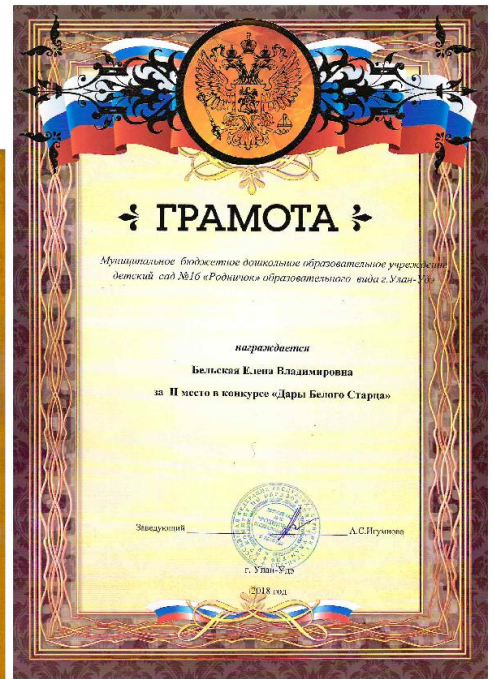 ГРАМОТА
Муниципальное бюджетное дошкольное образовательное учреждение
детский сад №16 «Родничок» образовательного вида г.Улан-Удэ
награждается
Бельская Елена Владимировна
за II место в конкурсе «Дары Белого Старца»
Заведующий А.С.Игумнова
г. Улан-Удэ
2018 год